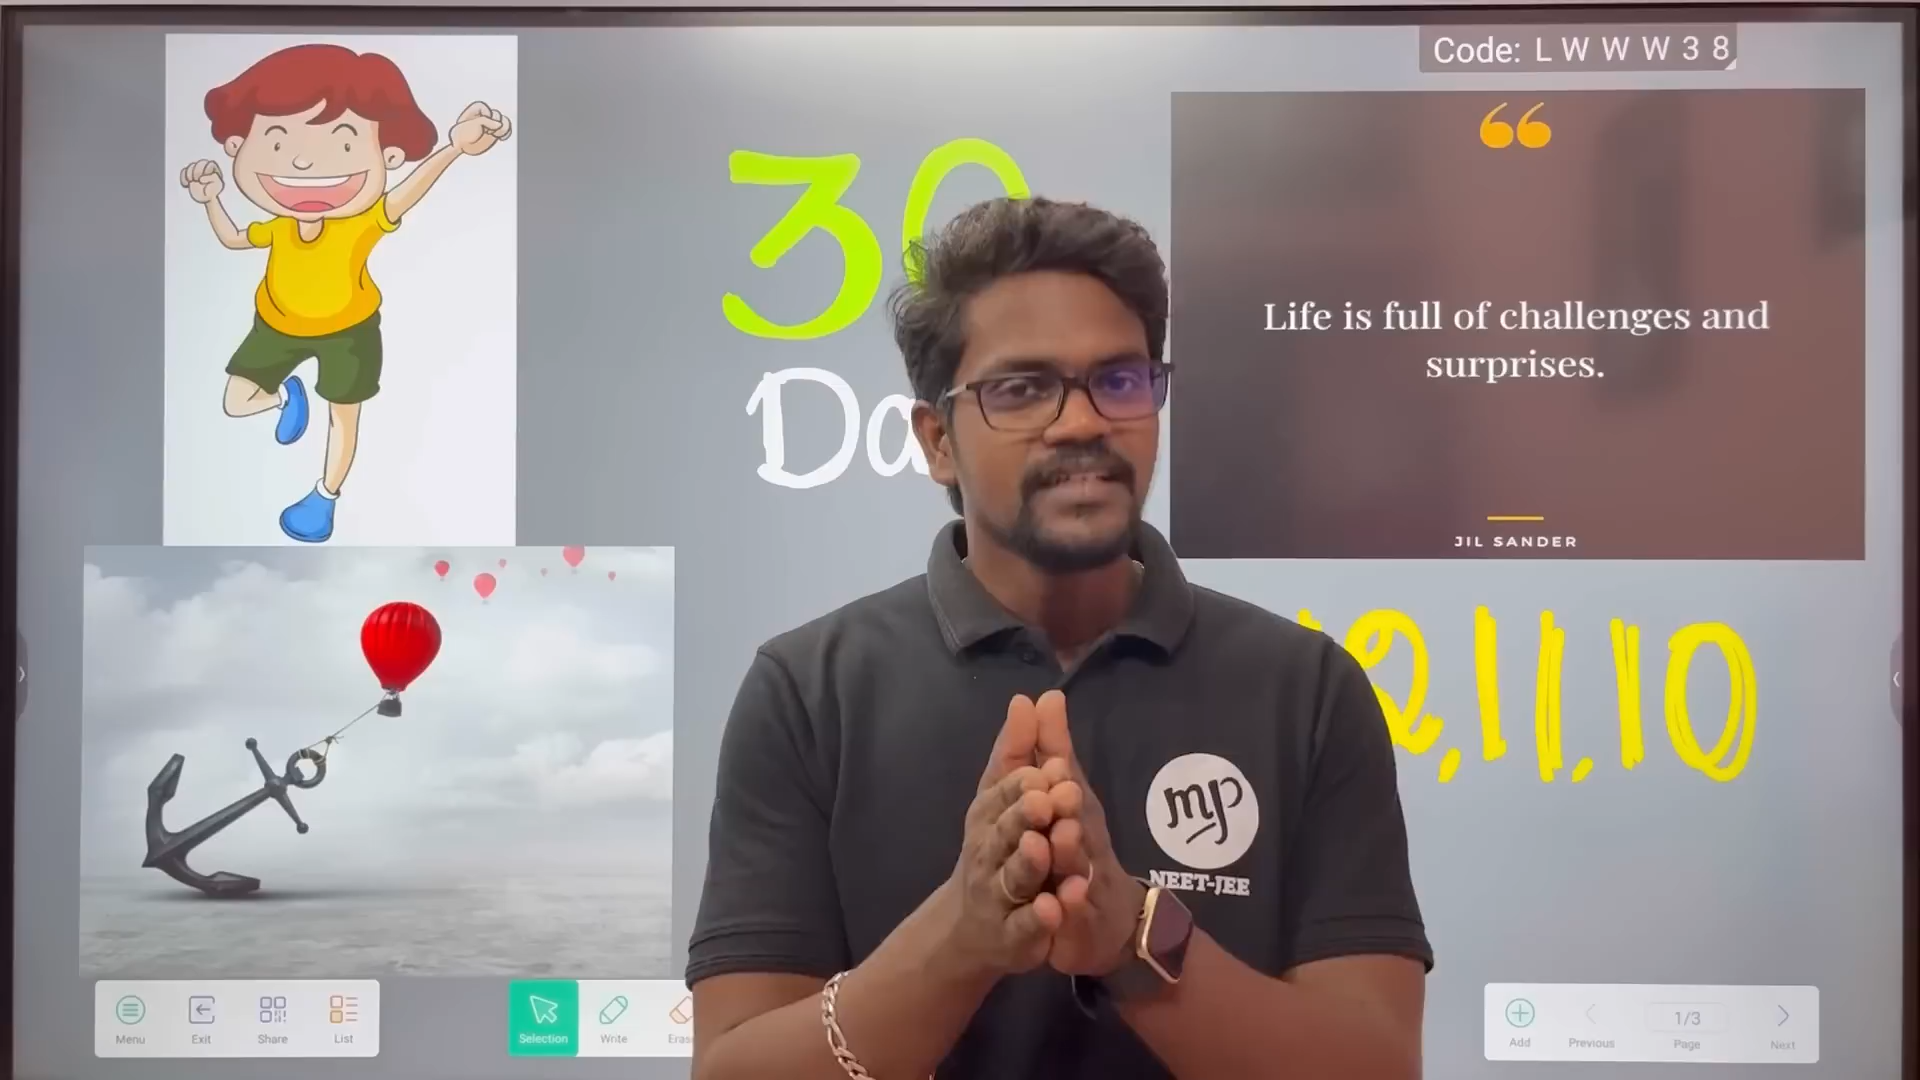 Code: L W W W 3 8
30
Life is full of challenges and
surprises.
JIL SANDER
,11,10
mp
NEET-JEE
Menu
Exit
Share
List
Selection
Write
1/3
Add
Previous
Page
Next